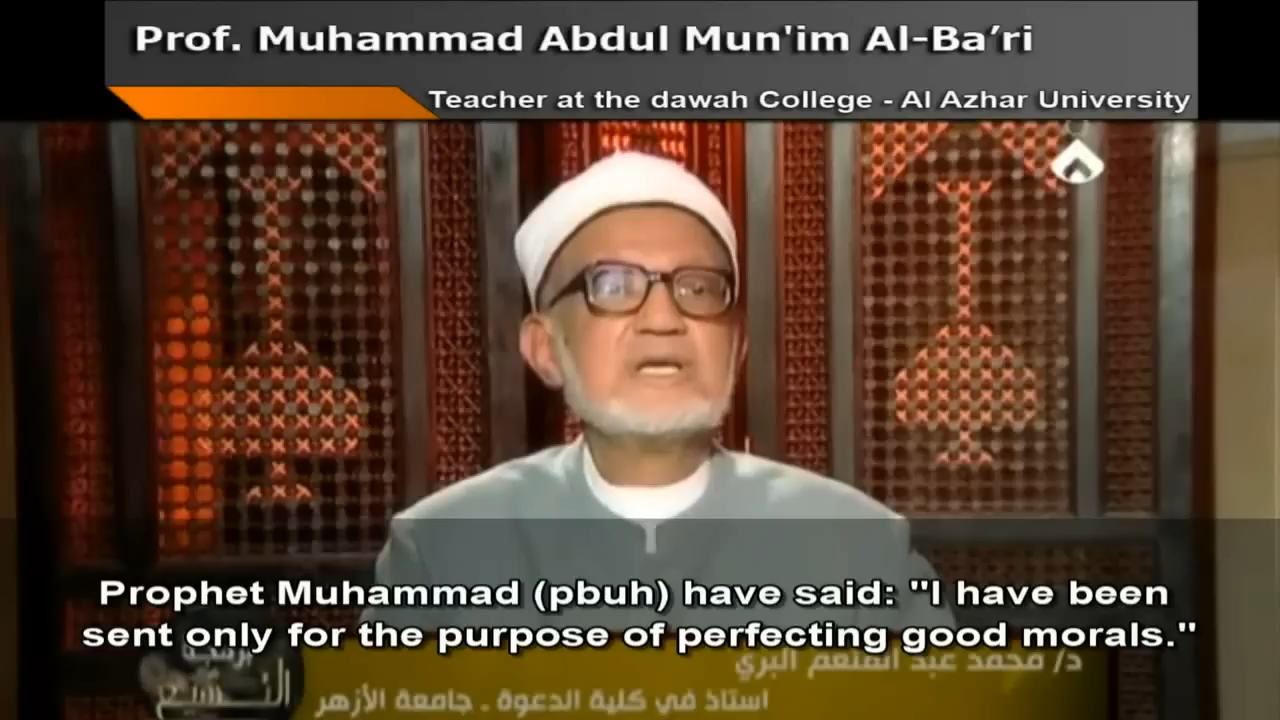 Prof. Muhammad Abdul Mun'im Al-Ba’ri
Teacher at the dawah College - Al Azhar University
Prophet Muhammad (pbuh) have said: "I have been
sent only for the purpose of perfecting good morals."
د/ محمد عبد المنعم البري
استاذ في كلية الدعوة . جامعة الأزهر